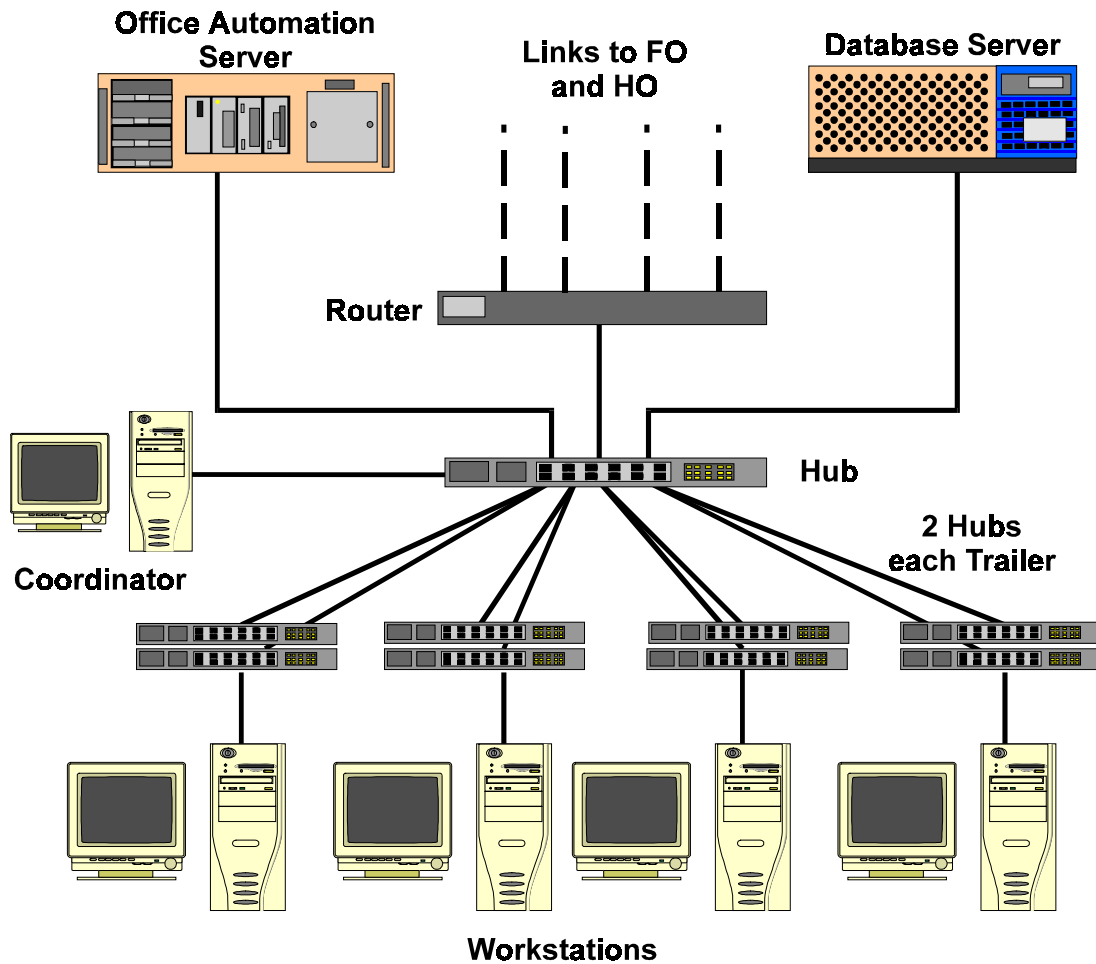 Office Automation
Server
Links to FO
and HO
Database Server
Router
Hub
2 Hubs
each Trailer
Coordinator
Workstations